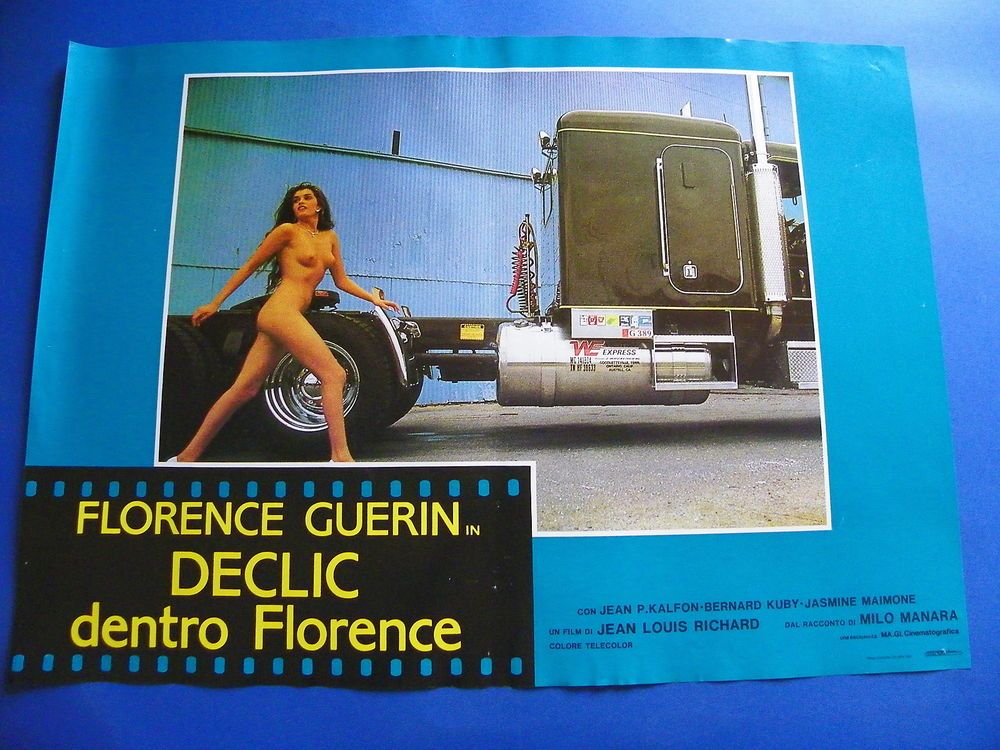 WE EXPRESS
G 389
FLORENCE GUERIN IN
DECLIC
dentro Florence
CON JEAN P.KALFON·BERNARD KUBY·JASMINE MAIMONE
UN FILM DI JEAN LOUIS RICHARD DAL RACCONTO DI MILO MANARA
COLORE TELECOLOR MA.GI. Cinematografica